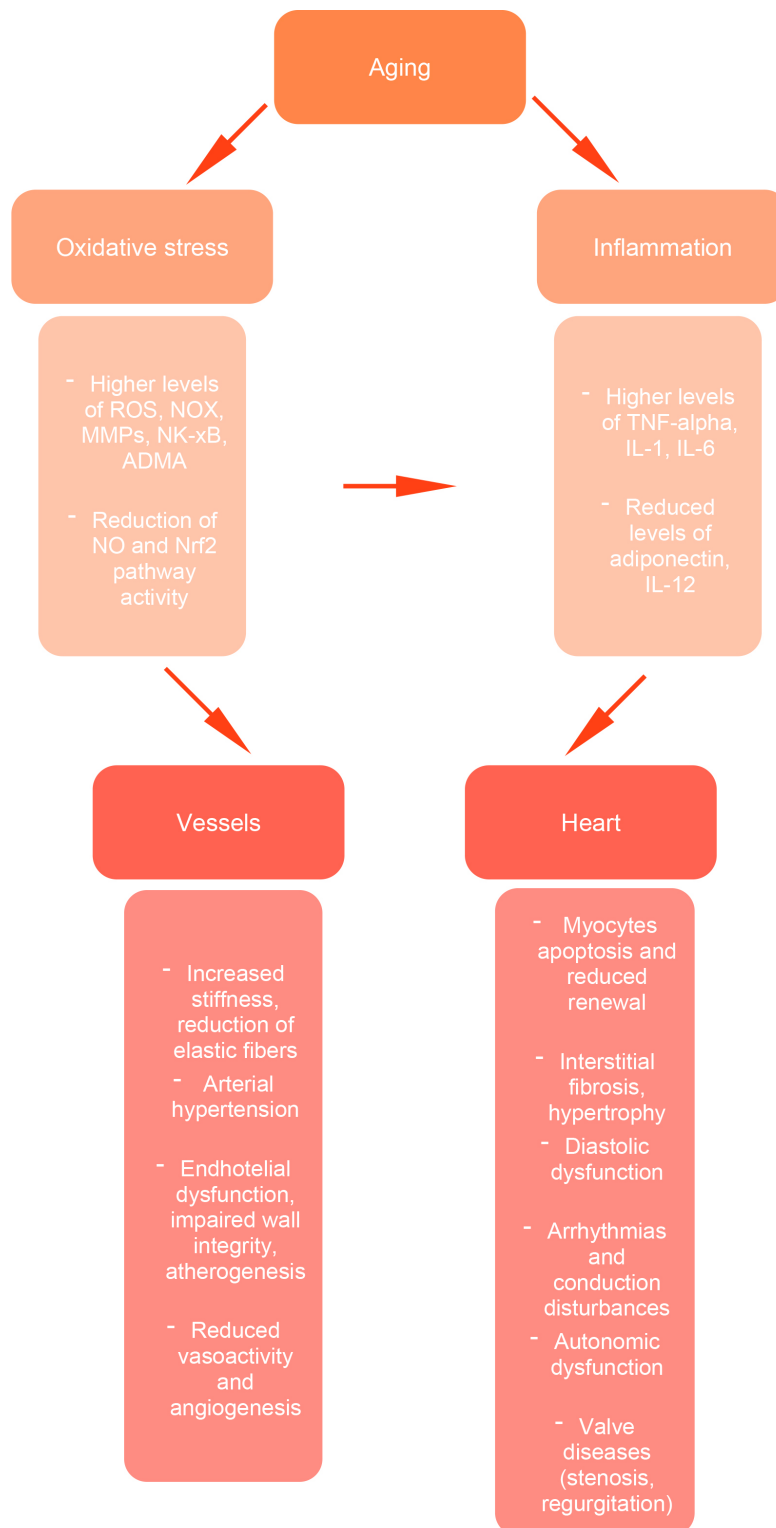 Aging
Oxidative stress
Inflammation
- Higher levels
of ROS, NOX,
MMPs, NK-xB,
ADMA
- Reduction of
NO and Nrf2
pathway
activity
- Higher levels
of TNF-alpha,
IL-1, IL-6
- Reduced
levels of
adiponectin,
IL-12
Vessels
Heart
- Increased
stiffness,
reduction of
elastic fibers
- Arterial
hypertension
- Endhotelial
dysfunction,
impaired wall
integrity,
atherogenesis
- Reduced
vasoactivity
and
angiogenesis
- Myocytes
apoptosis and
reduced
renewal
- Interstitial
fibrosis,
hypertrophy
- Diastolic
dysfunction
- Arrhythmias
and
conduction
disturbances
- Autonomic
dysfunction
- Valve
diseases
(stenosis,
regurgitation)